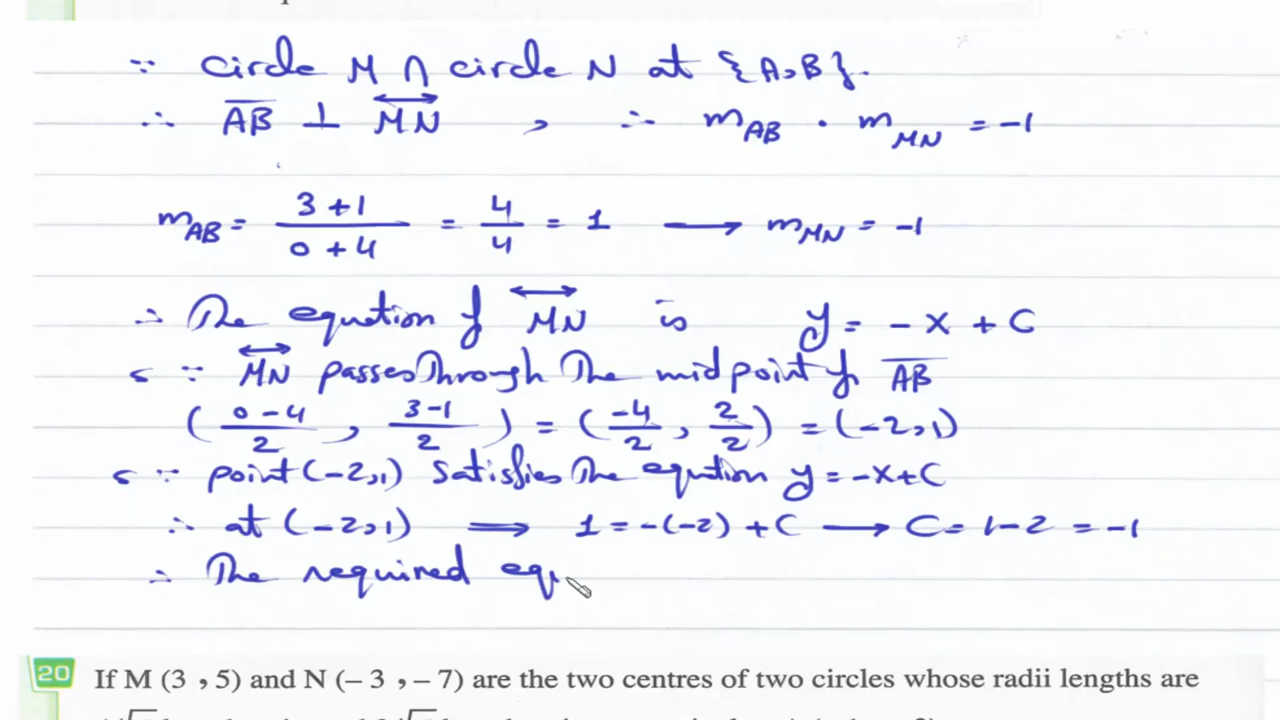 ∵ circle M ∩ circle N at {A, B}.
∴ AB ⊥ MN , ∴ m_AB · m_MN = -1
m_AB = (3 + 1)/(0 + 4) = 4/4 = 1 → m_MN = -1
∴ The equation of MN is y = - x + c
, ∵ MN passes through The midpoint of AB
((0-4)/2 , (3-1)/2) = (-4/2 , 2/2) = (-2, 1)
, ∵ point (-2, 1) satisfies The equation y = -x + c
∴ at (-2, 1) ⟹ 1 = -(-2) + c → c = 1-2 = -1
∴ The required equ
20 If M (3 , 5) and N (– 3 , – 7) are the two centres of two circles whose radii lengths are